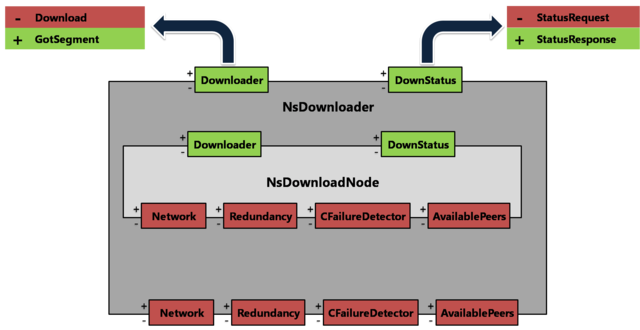 - Download
+ GotSegment
- StatusRequest
+ StatusResponse
+ - Downloader
+ - DownStatus
NsDownloader
+ - Downloader
+ - DownStatus
NsDownloadNode
+ - Network + - Redundancy + - CFailureDetector + - AvailablePeers
+ - Network + - Redundancy + - CFailureDetector + - AvailablePeers